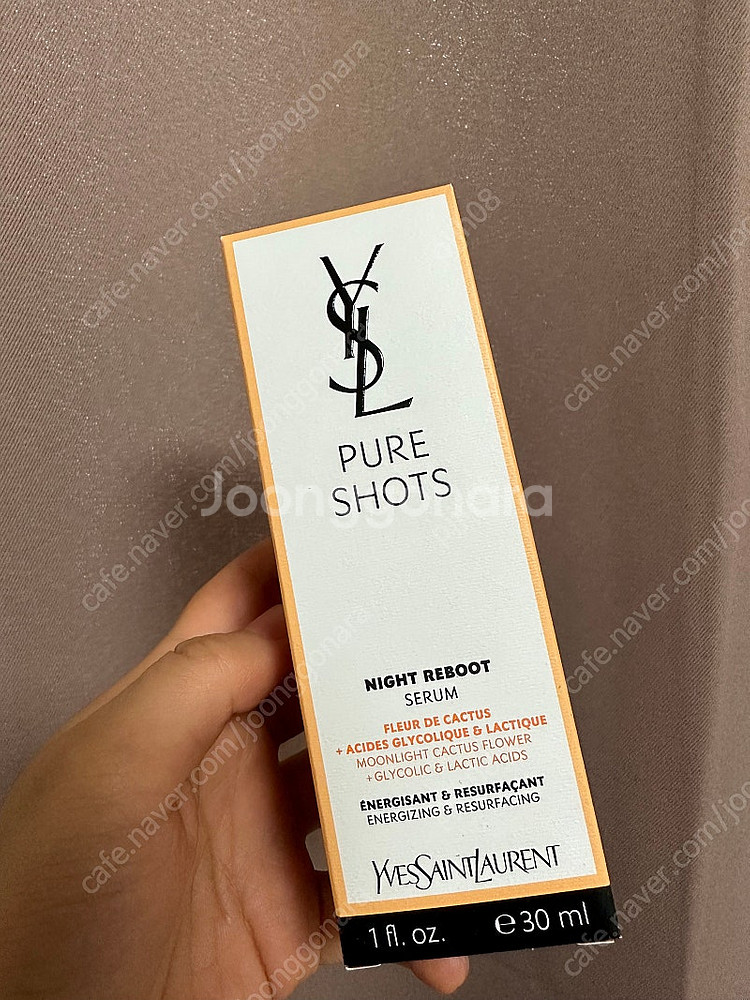 YSL
PURE
SHOTS
Joonggonara
NIGHT REBOOT
SERUM
FLEUR DE CACTUS
+ ACIDES GLYCOLIQUE & LACTIQUE
MOONLIGHT CACTUS FLOWER
+ GLYCOLIC & LACTIC ACIDS
ÉNERGISANT & RESURFAÇANT
ENERGIZING & RESURFACING
YVESSAINTLAURENT
1 fl. oz. ℮30 ml
cafe.naver.com/joonggonara